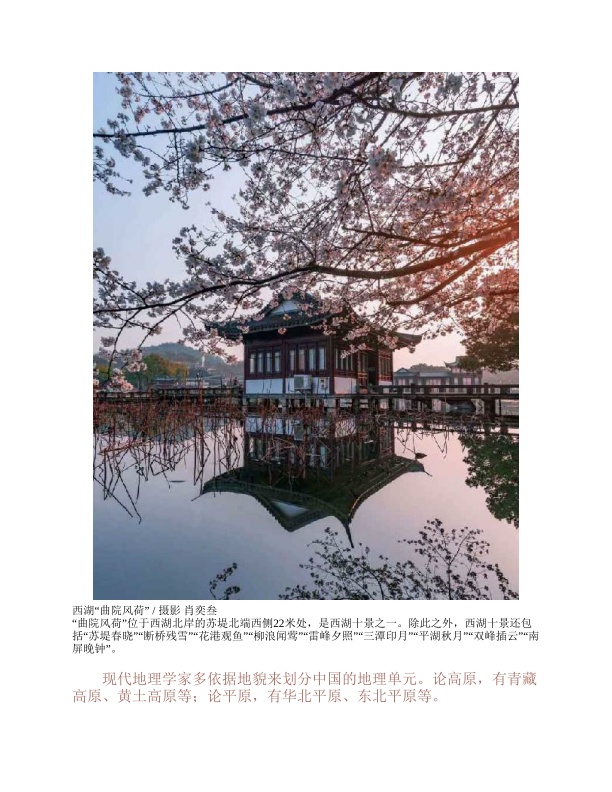 西湖“曲院风荷” / 摄影 肖奕叁
“曲院风荷”位于西湖北岸的苏堤北端西侧22米处，是西湖十景之一。除此之外，西湖十景还包
括“苏堤春晓”“断桥残雪”“花港观鱼”“柳浪闻莺”“雷峰夕照”“三潭印月”“平湖秋月”“双峰插云”“南
屏晚钟”。
现代地理学家多依据地貌来划分中国的地理单元。论高原，有青藏
高原、黄土高原等；论平原，有华北平原、东北平原等。